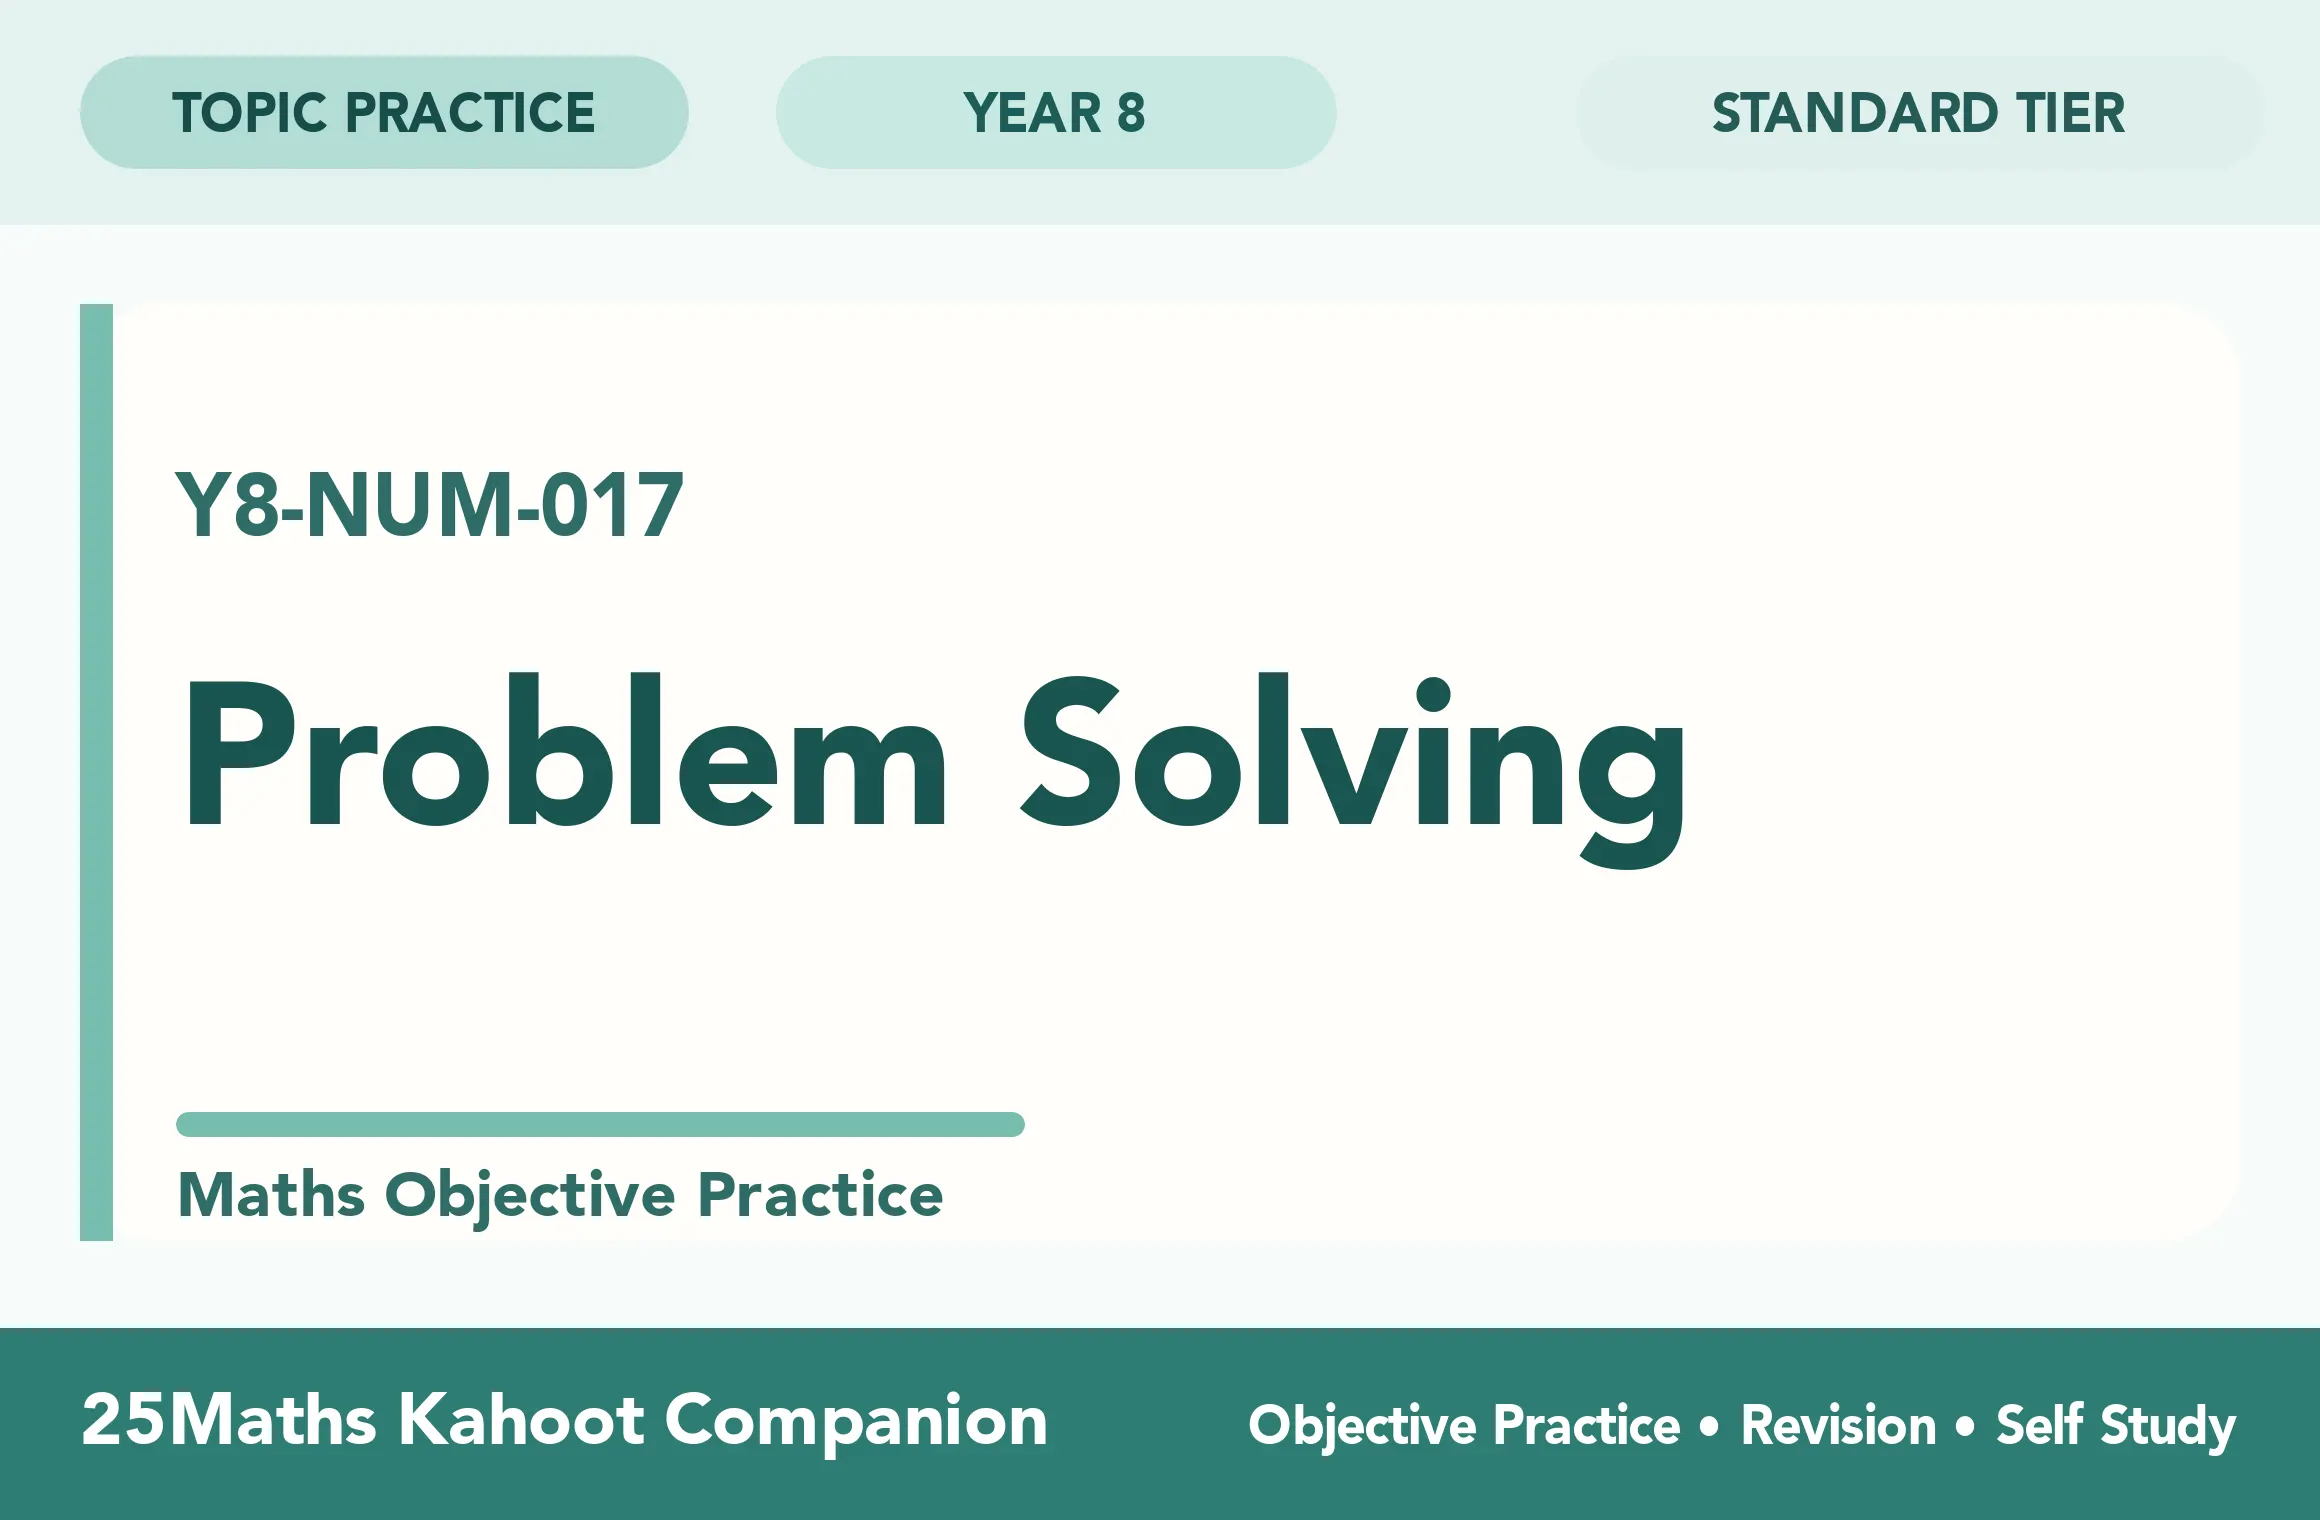 TOPIC PRACTICE
YEAR 8
STANDARD TIER
Y8-NUM-017
Problem Solving
Maths Objective Practice
25Maths Kahoot Companion
Objective Practice • Revision • Self Study